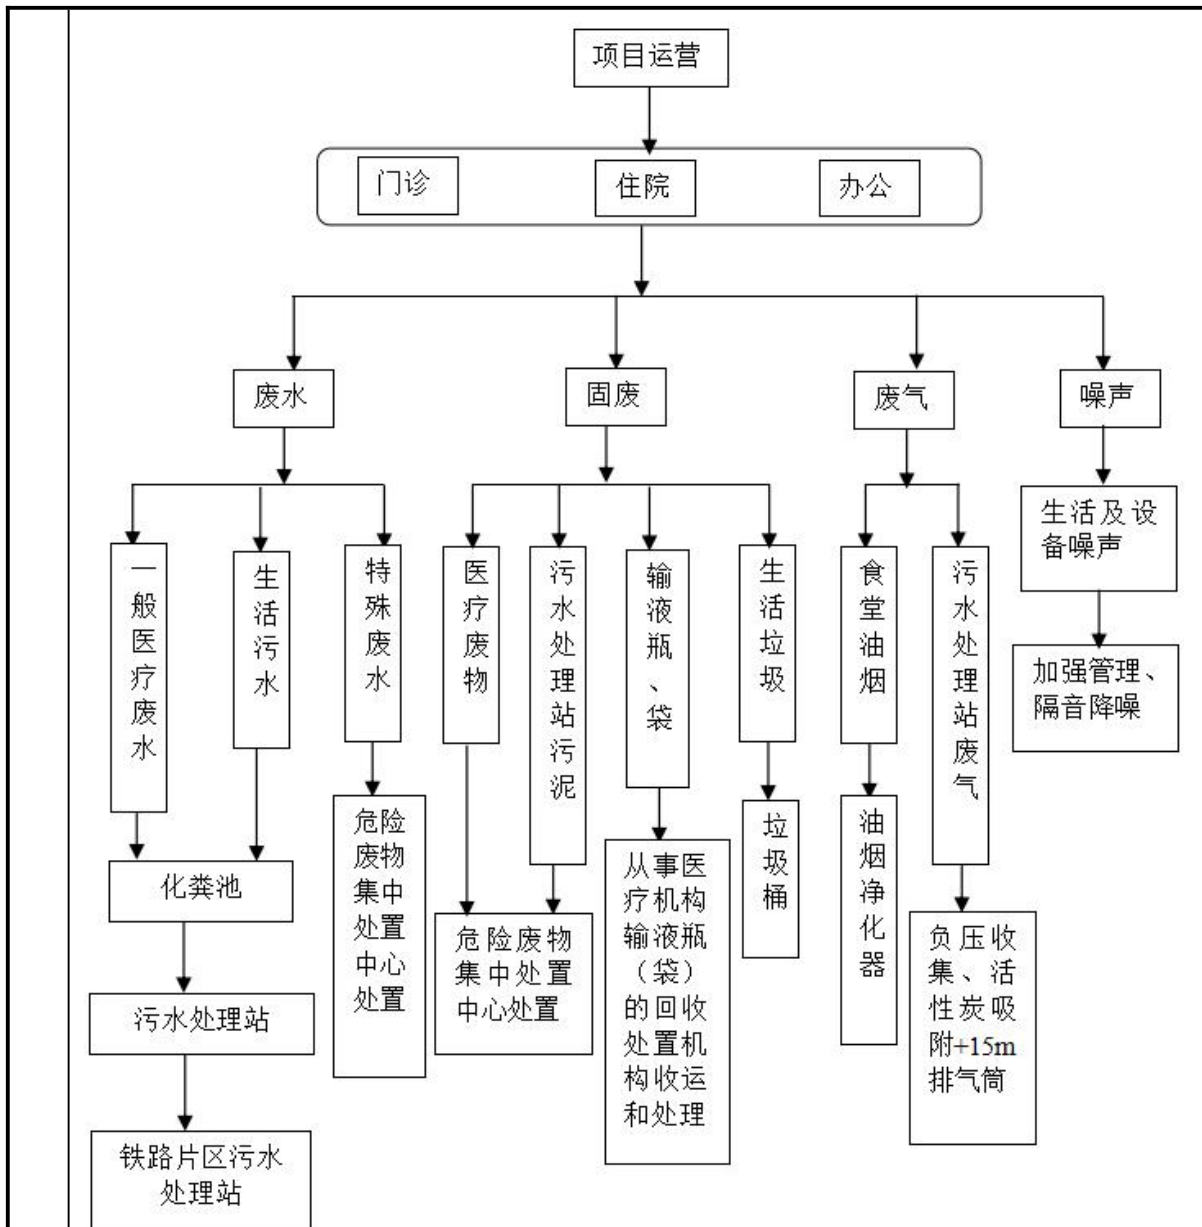 项目运营
门诊
住院
办公
废水
固废
废气
噪声
一般医疗废水
生活污水
特殊废水
医疗废物
污水处理站污泥
输液瓶、袋
生活垃圾
食堂油烟
污水处理站废气
生活及设
备噪声
加强管理、
隔音降噪
化粪池
污水处理站
铁路片区污水
处理站
危险
废物
集中
处置
中心
处置
危险废物
集中处置
中心处置
从事医
疗机构
输液瓶
（袋）
的回收
处置机
构收运
和处理
垃圾桶
油烟净化器
负压收
集、活
性炭吸
附+15m
排气筒